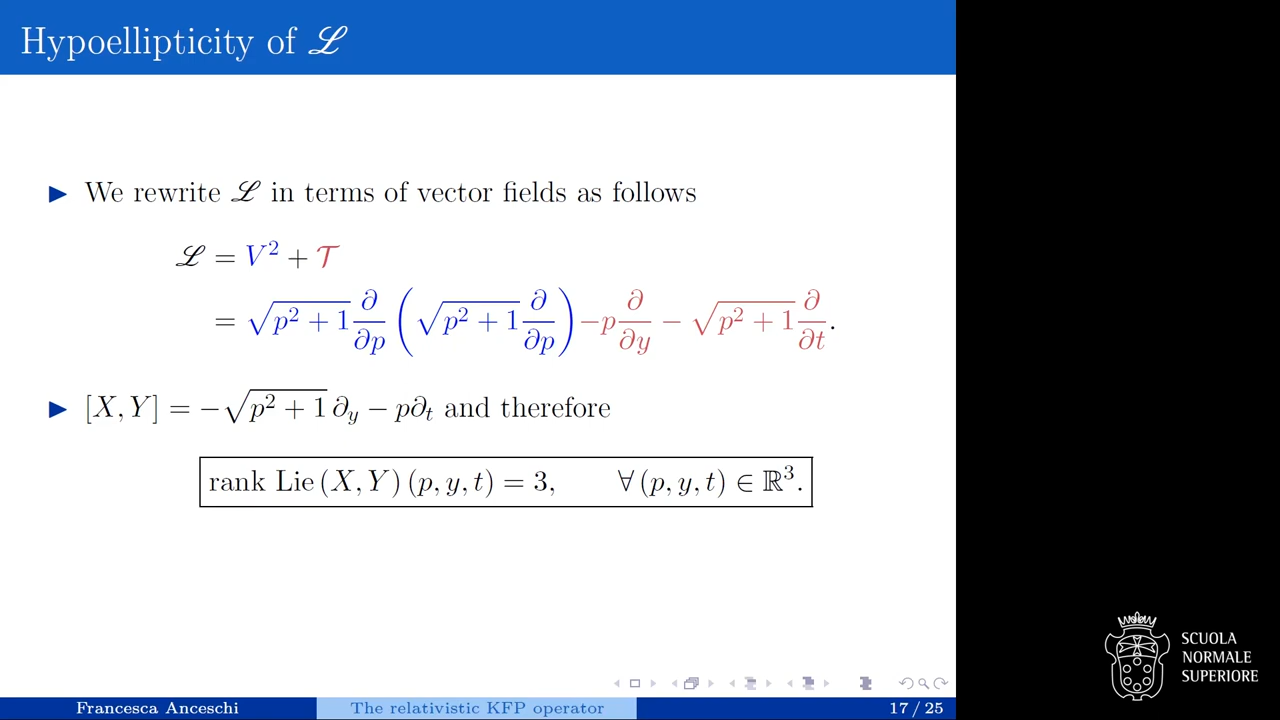 Hypoellipticity of ℒ
▶ We rewrite ℒ in terms of vector fields as follows
ℒ = V² + 𝒯
= √(p² + 1) ∂/∂p (√(p² + 1) ∂/∂p) −p ∂/∂y − √(p² + 1) ∂/∂t.
▶ [X, Y] = −√(p² + 1) ∂_y − p∂_t and therefore
rank Lie (X, Y) (p, y, t) = 3, ∀ (p, y, t) ∈ ℝ³.
SCUOLA
NORMALE
SUPERIORE
Francesca Anceschi The relativistic KFP operator 17 / 25